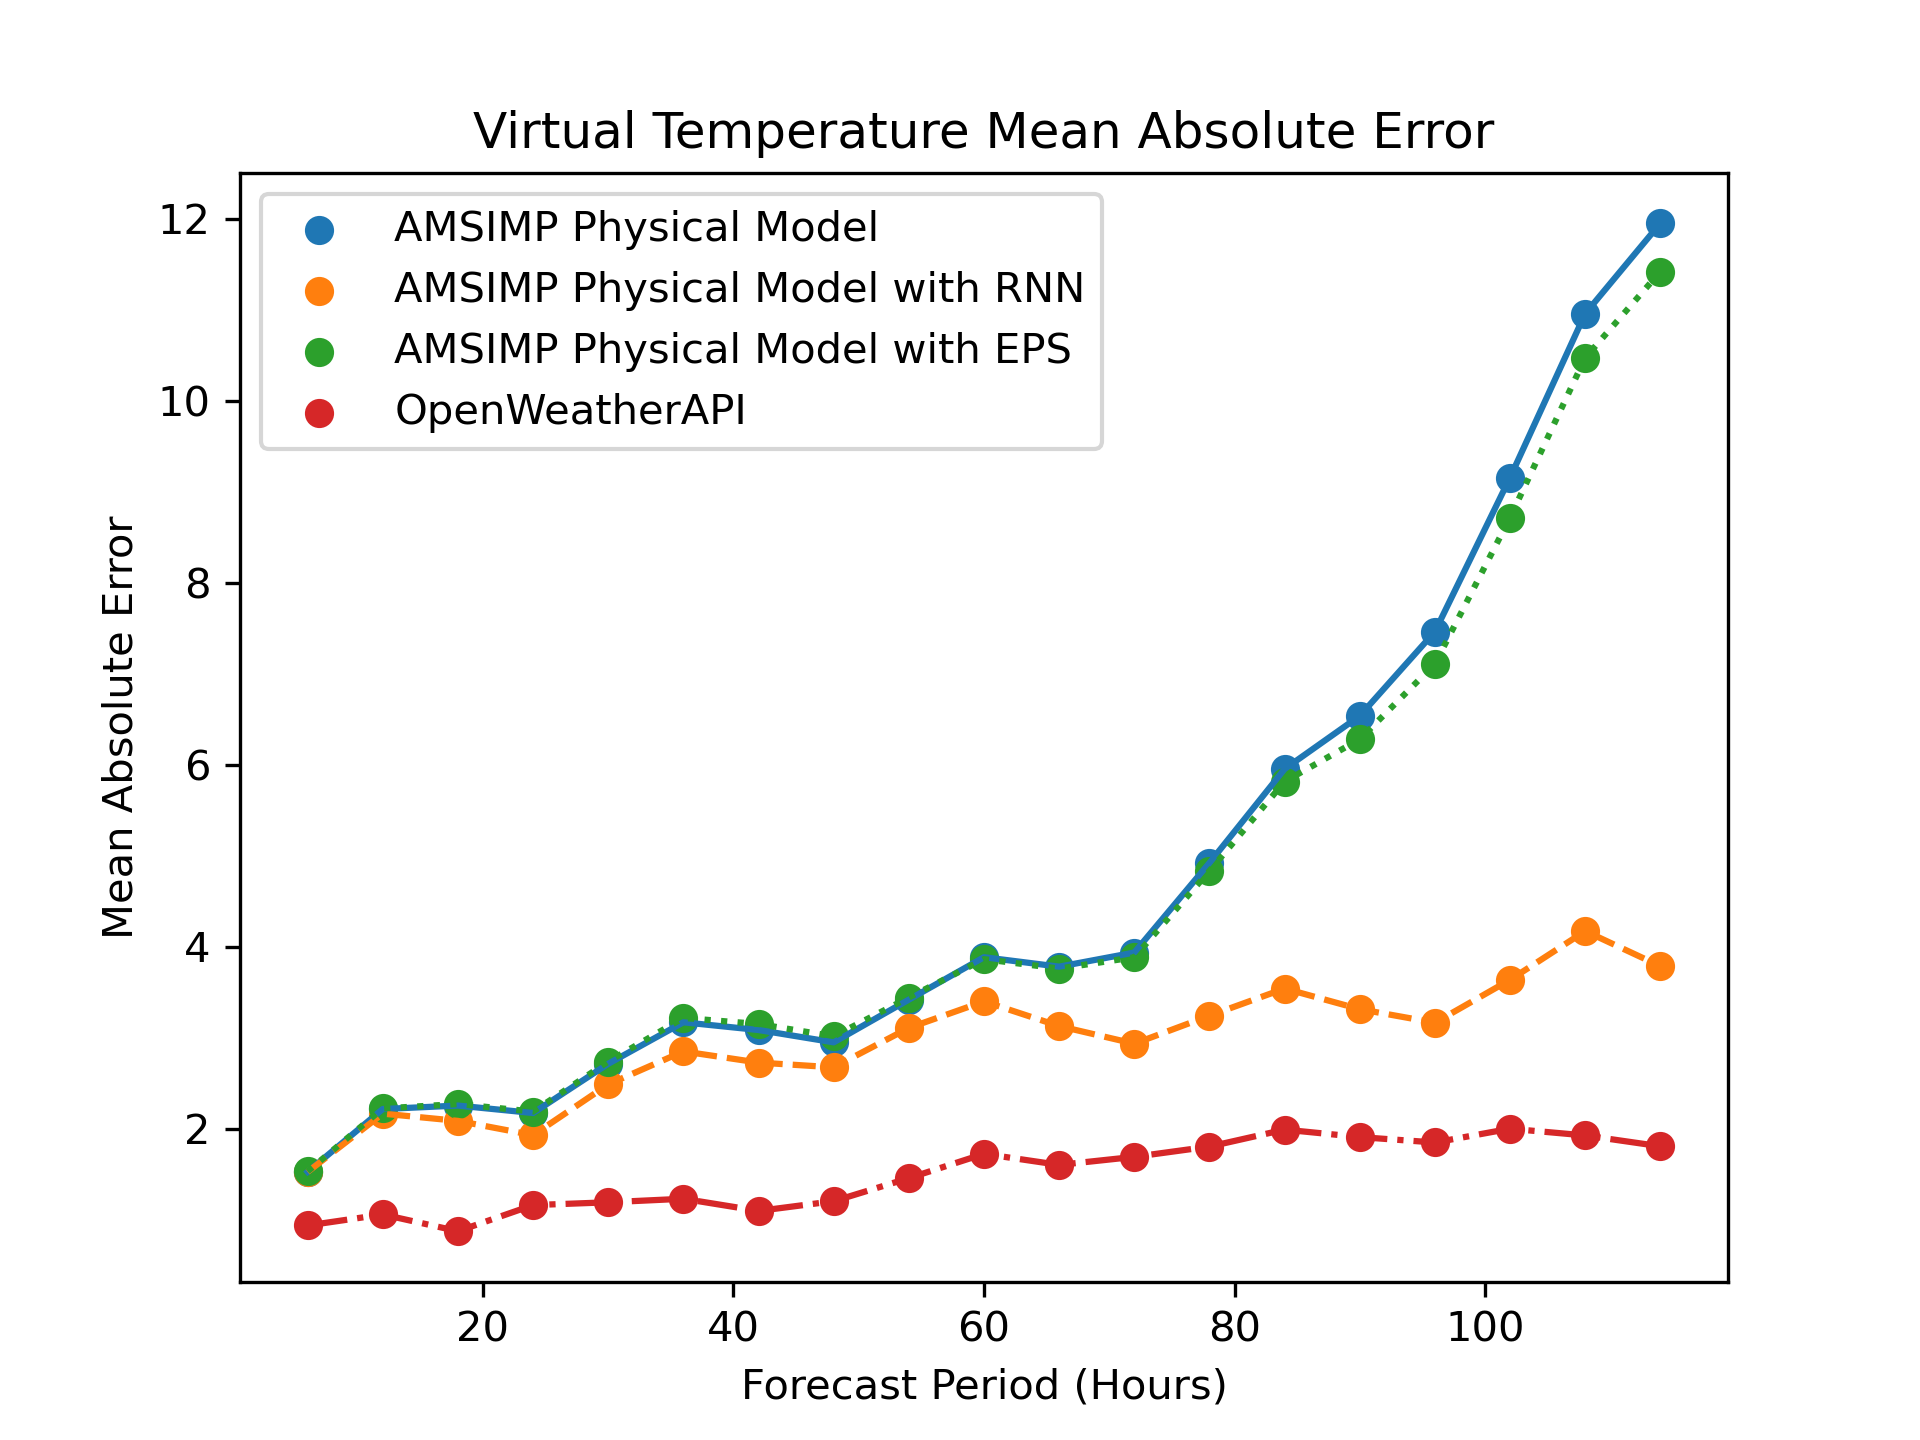 Virtual Temperature Mean Absolute Error
AMSIMP Physical Model
AMSIMP Physical Model with RNN
AMSIMP Physical Model with EPS
OpenWeatherAPI
Mean Absolute Error
12
10
8
6
4
2
20 40 60 80 100
Forecast Period (Hours)